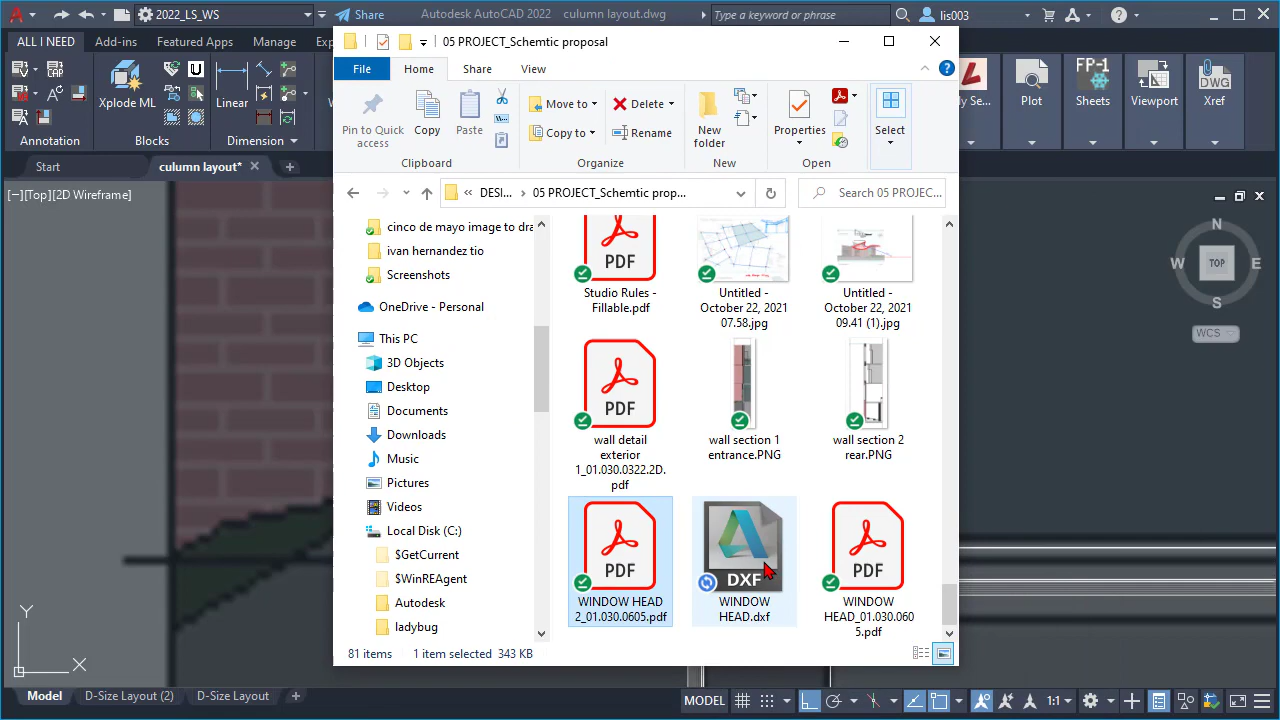 2022_LS_WS
Share
Autodesk AutoCAD 2022 culumn layout.dwg
Type a keyword or phrase
lis003
ALL I NEED
Add-ins
Featured Apps
Manage
05 PROJECT_Schemtic proposal
File
Home
Share
View
Xplode ML
Linear
Annotation
Blocks
Dimension
Pin to Quick access
Copy
Paste
Move to
Copy to
Delete
Rename
New folder
Properties
Select
Clipboard
Organize
New
Open
Plot
FP-1
Sheets
Viewport
DWG
Xref
Start
culumn layout*
[−][Top][2D Wireframe]
« DESI... › 05 PROJECT_Schemtic prop...
Search 05 PROJEC...
cinco de mayo image to dra
ivan hernandez tio
Screenshots
OneDrive - Personal
This PC
3D Objects
Desktop
Documents
Downloads
Music
Pictures
Videos
Local Disk (C:)
$GetCurrent
$WinREAgent
Autodesk
ladybug
PDF
Studio Rules - Fillable.pdf
Untitled - October 22, 2021 07.58.jpg
Untitled - October 22, 2021 09.41 (1).jpg
PDF
wall detail exterior 1_01.030.0322.2D.pdf
wall section 1 entrance.PNG
wall section 2 rear.PNG
PDF
WINDOW HEAD 2_01.030.0605.pdf
DXF
WINDOW HEAD.dxf
PDF
WINDOW HEAD_01.030.0605.pdf
81 items
1 item selected 343 KB
N
W
TOP
E
S
WCS
Y
X
Model
D-Size Layout (2)
D-Size Layout
MODEL
1:1